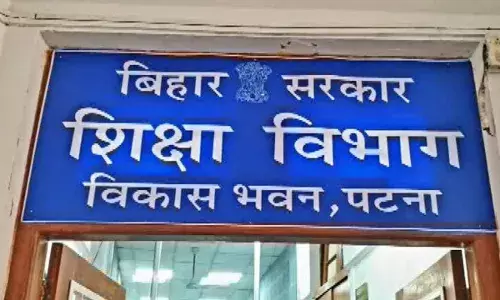 बिहार सरकार
शिक्षा विभाग
विकास भवन, पटना